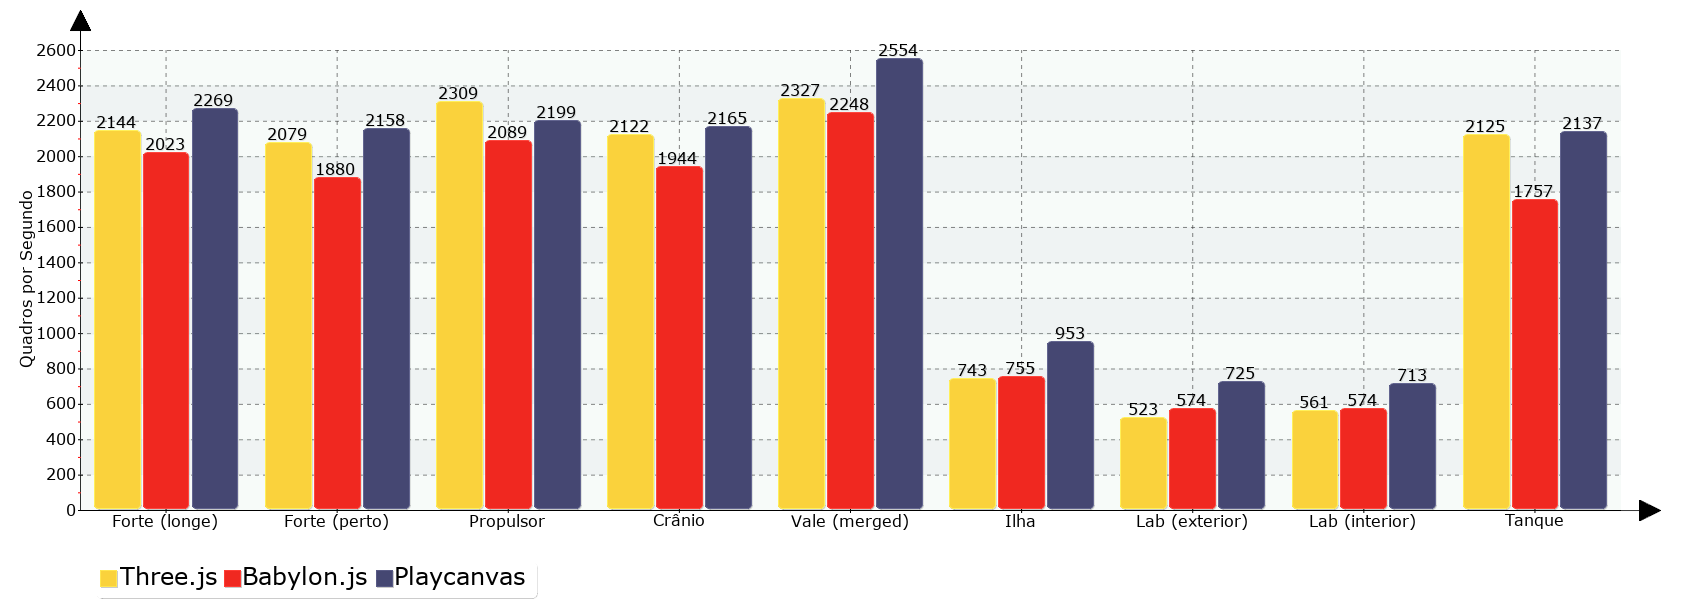 Quadros por Segundo
2600
2400
2200
2000
1800
1600
1400
1200
1000
800
600
400
200
0
2144 2023 2269
2079 1880 2158
2309 2089 2199
2122 1944 2165
2327 2248 2554
743 755 953
523 574 725
561 574 713
2125 1757 2137
Forte (longe) Forte (perto) Propulsor Crânio Vale (merged) Ilha Lab (exterior) Lab (interior) Tanque
Three.js Babylon.js Playcanvas